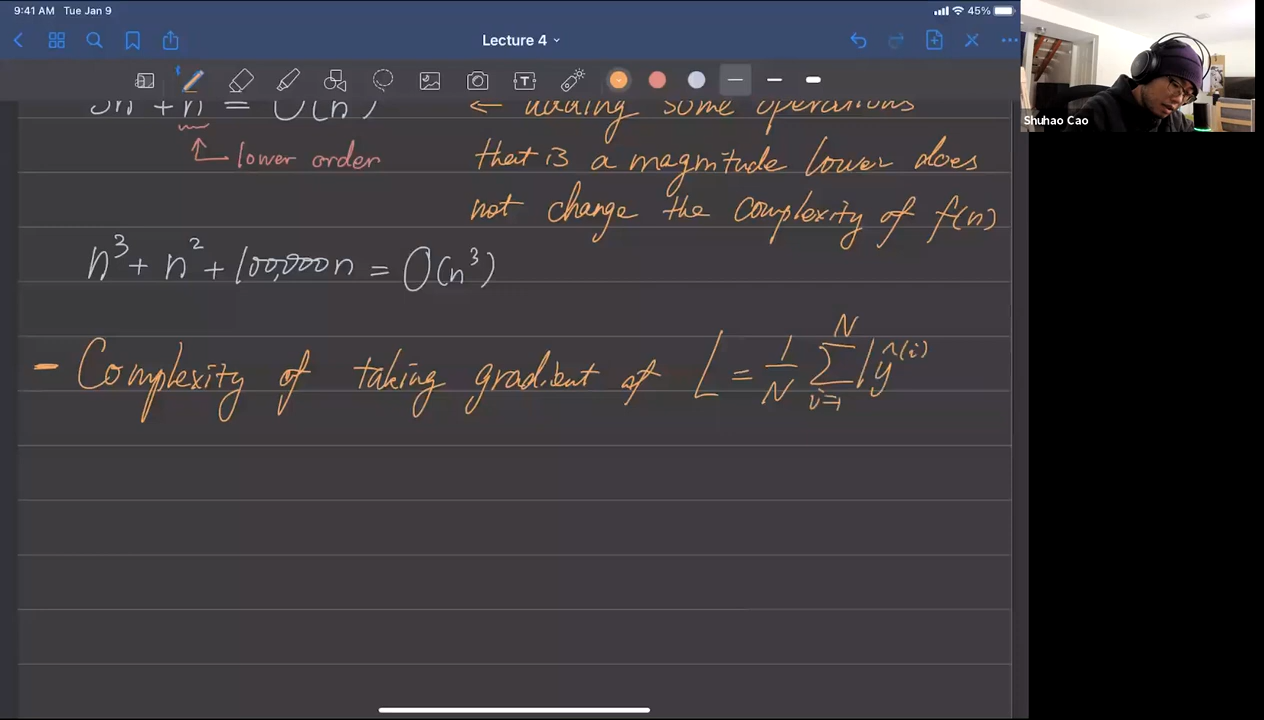 9:41 AM Tue Jan 9
45%
Lecture 4
Shuhao Cao
+ n = O(n )
← adding some operations
lower order
that is a magnitude lower does
not change the complexity of f(n)
n³ + n² + 100,000n = O(n³)
- Complexity of taking gradient of L = 1/N ∑_{i=1}^{N} |ŷ^(i)